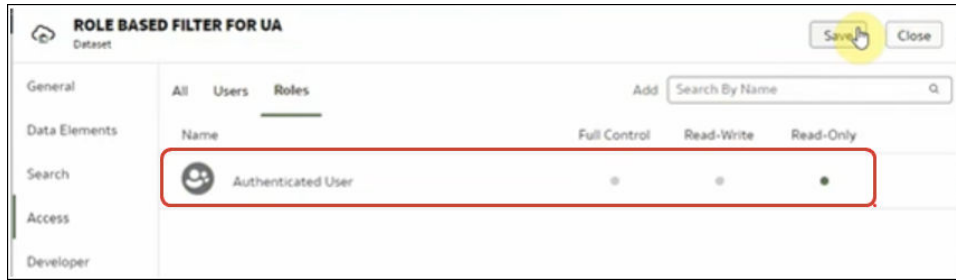 ROLE BASED FILTER FOR UA
Dataset
Save
Close
General
Data Elements
Search
Access
Developer
All Users Roles
Add Search By Name
Name Full Control Read-Write Read-Only
Authenticated User